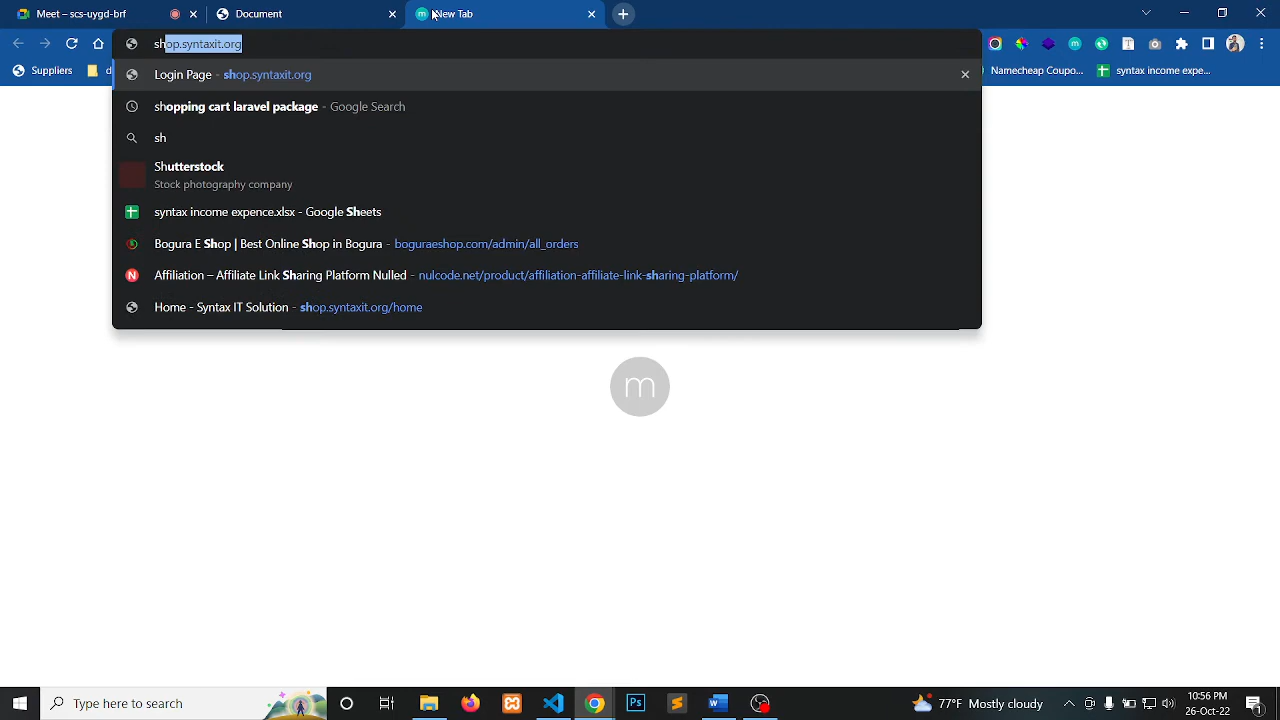 Meet – scs-uygd-brf
Document
New Tab
shop.syntaxit.org
Suppliers
d
Namecheap Coupo...
syntax income expe...
Login Page - shop.syntaxit.org
shopping cart laravel package - Google Search
sh
Shutterstock
Stock photography company
syntax income expence.xlsx - Google Sheets
Bogura E Shop | Best Online Shop in Bogura - boguraeshop.com/admin/all_orders
Affiliation – Affiliate Link Sharing Platform Nulled - nulcode.net/product/affiliation-affiliate-link-sharing-platform/
Home - Syntax IT Solution - shop.syntaxit.org/home
m
Type here to search
Ps
77°F Mostly cloudy
10:56 PM
26-Oct-22